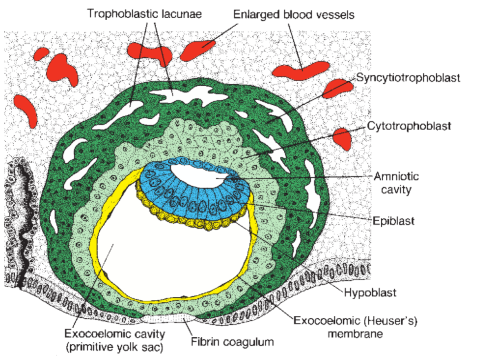 Trophoblastic lacunae
Enlarged blood vessels
Syncytiotrophoblast
Cytotrophoblast
Amniotic
cavity
Epiblast
Hypoblast
Exocoelomic (Heuser's)
membrane
Fibrin coagulum
Exocoelomic cavity
(primitive yolk sac)